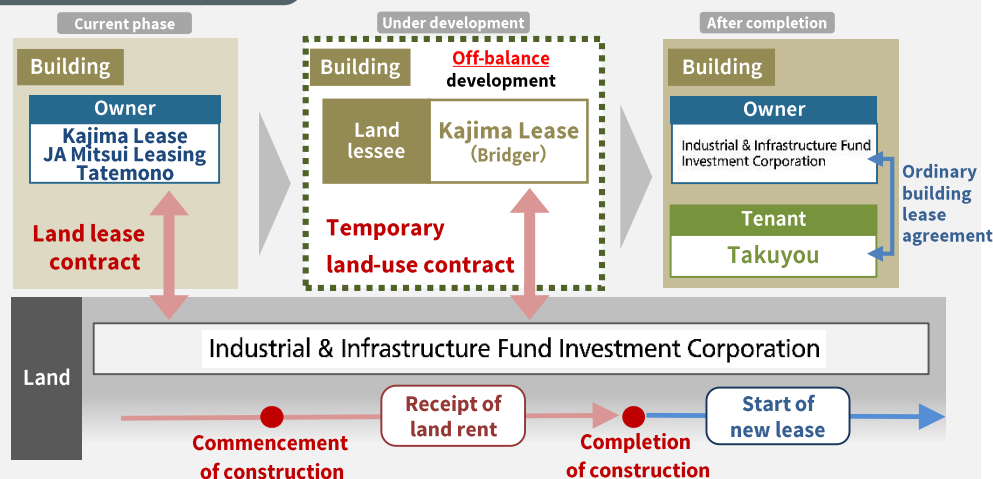 Current phase
Under development
After completion
Building
Owner
Kajima Lease
JA Mitsui Leasing
Tatemono
Land lease
contract
Building
Off-balance
development
Land
lessee
Kajima Lease
(Bridger)
Temporary
land-use contract
Building
Owner
Industrial & Infrastructure Fund
Investment Corporation
Tenant
Takuyou
Ordinary
building
lease
agreement
Land
Industrial & Infrastructure Fund Investment Corporation
Receipt of
land rent
Start of
new lease
Commencement
of construction
Completion
of construction